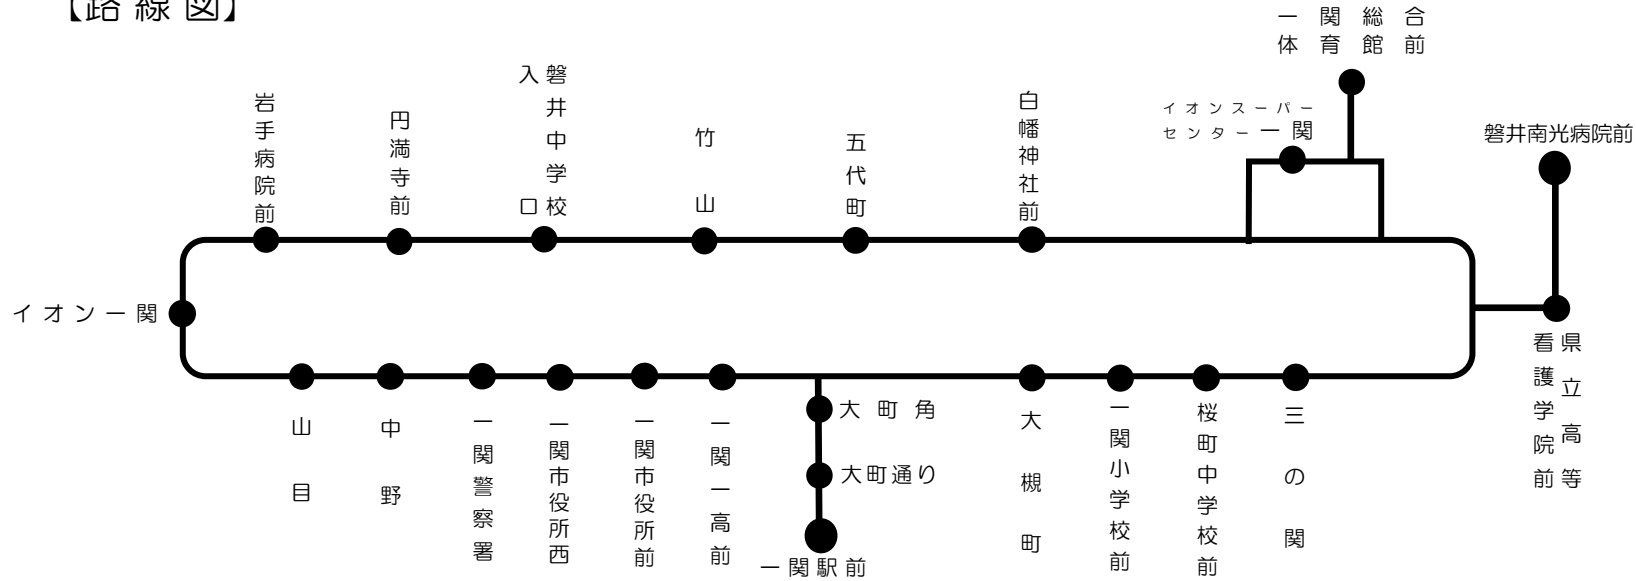 【路線図】
一関総合
体育館前
岩手病院前
円満寺前
磐井中学校
入口
竹山
五代町
白幡神社前
イオンスーパー
センター一関
磐井南光病院前
イオン一関
県立高等
看護学院前
山目
中野
一関警察署
一関市役所西
一関市役所前
一関一高前
大町角
大町通り
一関駅前
大槻町
一関小学校前
桜町中学校前
三の関